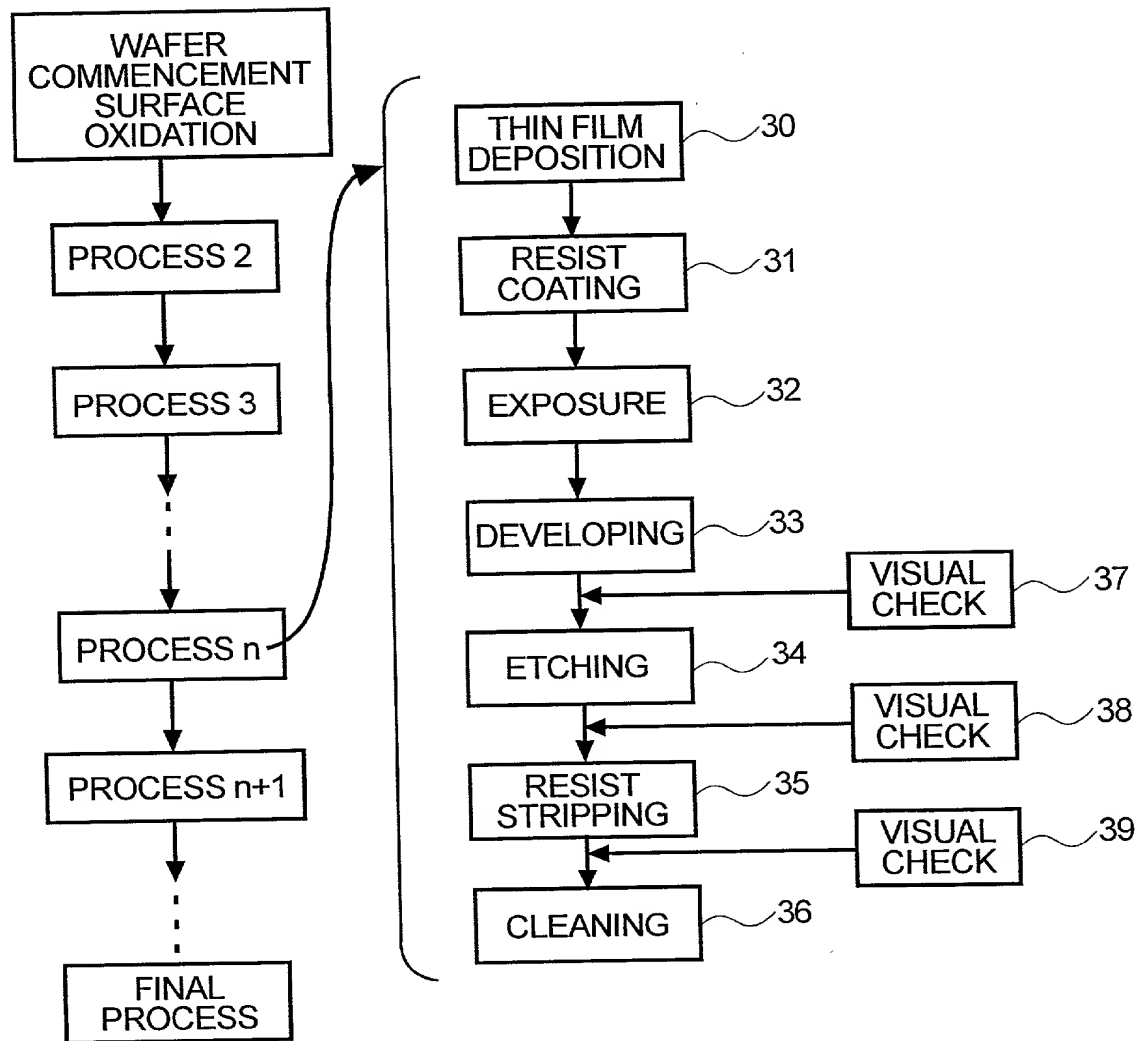 WAFER
COMMENCEMENT
SURFACE
OXIDATION
PROCESS 2
PROCESS 3
PROCESS n
PROCESS n+1
FINAL
PROCESS
THIN FILM
DEPOSITION
30
RESIST
COATING
31
EXPOSURE
32
DEVELOPING
33
VISUAL
CHECK
37
ETCHING
34
VISUAL
CHECK
38
RESIST
STRIPPING
35
VISUAL
CHECK
39
CLEANING
36